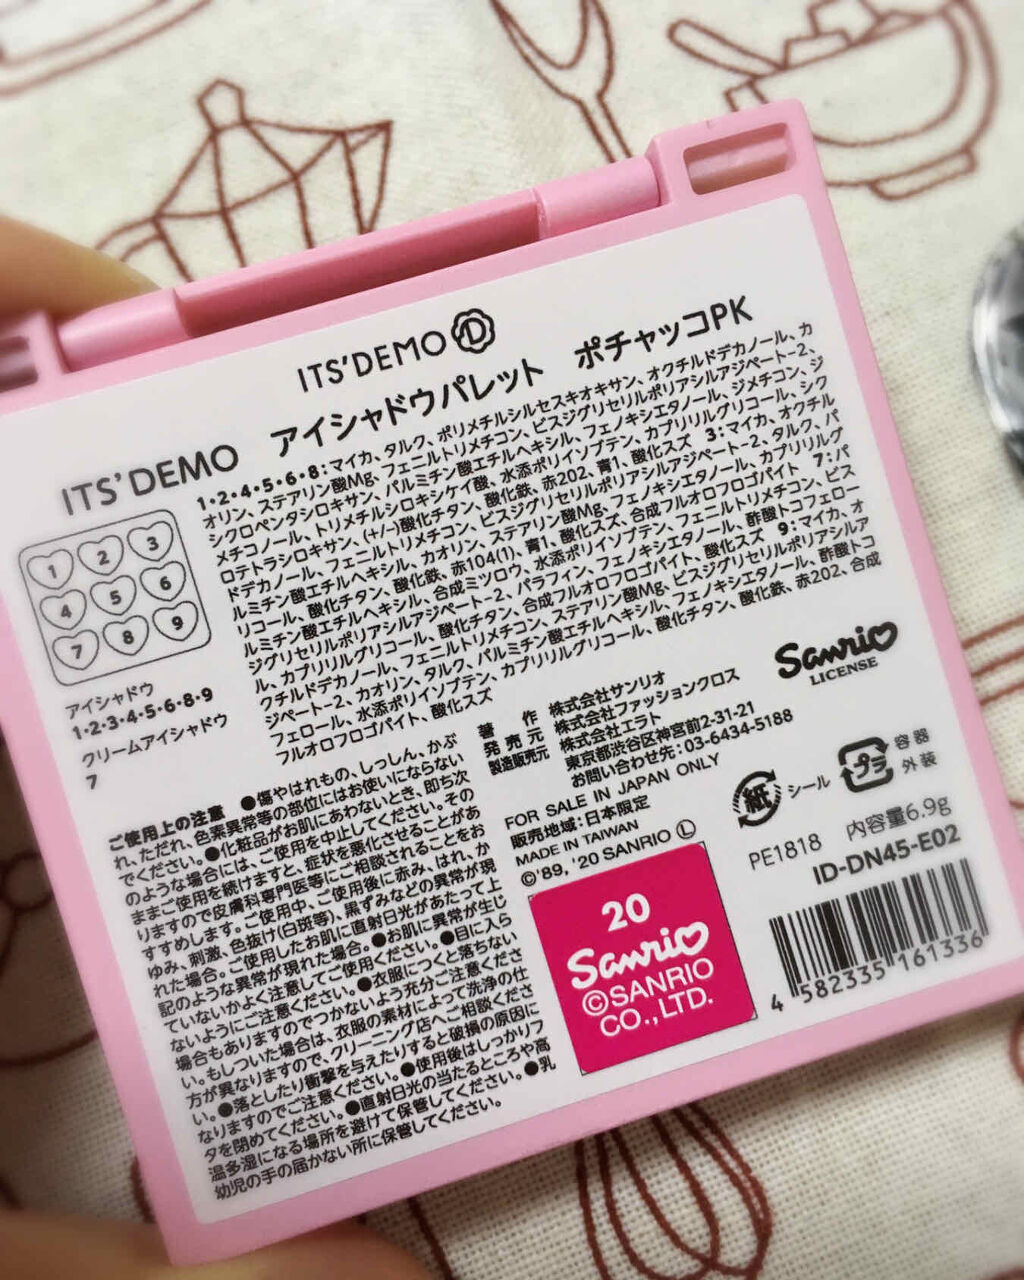 ITS'DEMO
ITS'DEMO アイシャドウパレット ポチャッコPK
1・2・4・5・6・8：マイカ、タルク、ポリメチルシルセスキオキサン、オクチルドデカノール、カ
オリン、ステアリン酸Mg、フェニルトリメチコン、ビスジグリセリルポリアシルアジペート-2、
シクロペンタシロキサン、パルミチン酸エチルヘキシル、フェノキシエタノール、ジメチコン、ジ
メチコノール、トリメチルシロキシケイ酸、水添ポリイソブテン、カプリリルグリコール、シク
ロテトラシロキサン、(+/-)酸化チタン、酸化鉄、赤202、青1、酸化スズ 3：マイカ、オクチル
ドデカノール、フェニルトリメチコン、ビスジグリセリルポリアシルアジペート-2、タルク、パ
ルミチン酸エチルヘキシル、カオリン、ステアリン酸Mg、フェノキシエタノール、カプリリルグ
リコール、酸化チタン、酸化鉄、赤104(1)、青1、酸化スズ、合成フルオロフロゴパイト 7：パ
ルミチン酸エチルヘキシル、合成ミツロウ、水添ポリイソブテン、フェニルトリメチコン、ビス
ジグリセリルポリアシルアジペート-2、パラフィン、フェノキシエタノール、酢酸トコフェロー
ル、カプリリルグリコール、酸化チタン、合成フルオロフロゴパイト、酸化スズ 9：マイカ、オ
クチルドデカノール、フェニルトリメチコン、ステアリン酸Mg、ビスジグリセリルポリアシルア
ジペート-2、カオリン、タルク、パルミチン酸エチルヘキシル、フェノキシエタノール、酢酸トコ
フェロール、水添ポリイソブテン、カプリリルグリコール、酸化チタン、酸化鉄、赤202、合成
フルオロフロゴパイト、酸化スズ
1 2 3
4 5 6
7 8 9
アイシャドウ
1・2・3・4・5・6・8・9
クリームアイシャドウ
7
Sanrio
LICENSE
著作 株式会社サンリオ
発売元 株式会社ファッションクロス
製造販売元 株式会社エラト
東京都渋谷区神宮前2-31-21
お問い合わせ先：03-6434-5188
FOR SALE IN JAPAN ONLY
販売地域：日本限定
MADE IN TAIWAN
©'89, '20 SANRIO Ⓛ
紙 シール
プラ 容器
外装
PE1818 内容量6.9g
ID-DN45-E02
4 582335 161336
20
Sanrio
©SANRIO
CO., LTD.
ご使用上の注意 ●傷やはれもの、しっしん、かぶ
れ、ただれ、色素異常等の部位にはお使いにならない
でください。●化粧品がお肌にあわないとき、即ち次
のような場合には、ご使用を中止してください。その
ままご使用を続けますと、症状を悪化させることがあ
りますので皮膚科専門医等にご相談されることをお
すすめします。ご使用中、ご使用後に赤み、はれ、か
ゆみ、刺激、色抜け(白斑等)、黒ずみなどの異常が現
れた場合。ご使用したお肌に直射日光があたって上
記のような異常が現れた場合。●お肌に異常が生じ
ていないかよく注意してご使用ください。●目に入ら
ないようにご注意ください。●衣服につくと落ちない
場合もありますのでつかないよう充分ご注意くださ
い。もしついた場合は、衣服の素材によって洗浄の仕
方が異なりますので、クリーニング店へご相談くださ
い。●落としたり衝撃を与えたりすると破損の原因に
なりますのでご注意ください。●使用後はしっかりフ
タを閉めてください。●直射日光の当たるところや高
温多湿になる場所を避けて保管してください。●乳
幼児の手の届かない所に保管してください。